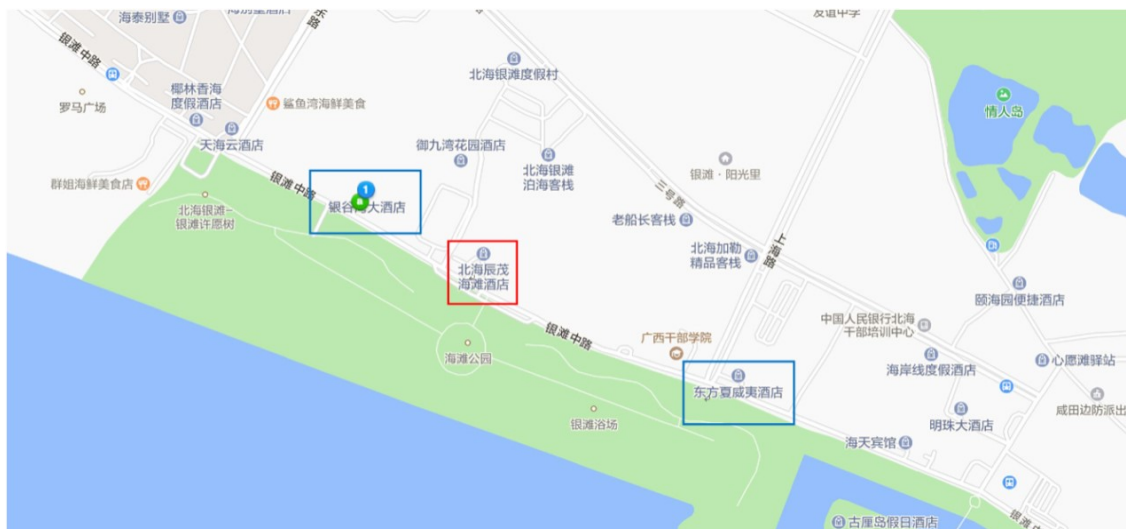 海泰别墅
东路
友谊中学
银滩中路
罗马广场
椰林香海
度假酒店
天海云酒店
鲨鱼湾海鲜美食
群姐海鲜美食店
北海银滩-
银滩许愿树
银滩中路
1
银谷湾大酒店
北海银滩度假村
御九湾花园酒店
北海银滩
泊海客栈
三号路
银滩·阳光里
老船长客栈
北海加勒
精品客栈
上海路
情人岛
北海辰茂
海滩酒店
银滩中路
海滩公园
广西干部学院
东方夏威夷酒店
银滩浴场
中国人民银行北海
干部培训中心
颐海园便捷酒店
海岸线度假酒店
心愿滩驿站
咸田边防派出
明珠大酒店
海天宾馆
古厘岛假日酒店
银滩中